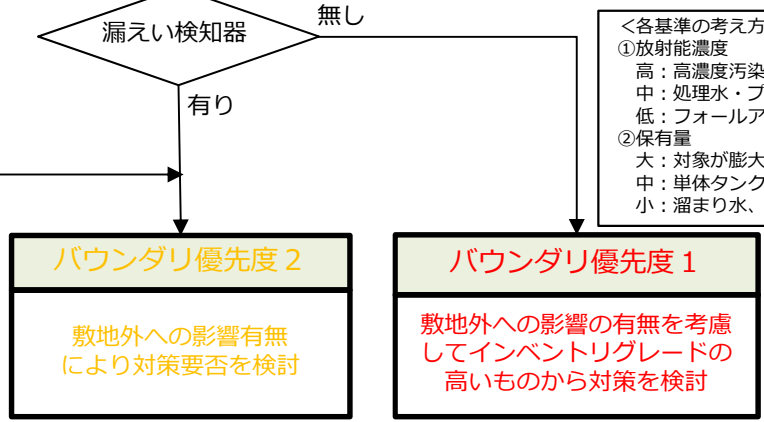 漏えい検知器
無し
有り
<各基準の考え方
①放射能濃度
高：高濃度汚染
中：処理水・プ
低：フォールア
②保有量
大：対象が膨大
中：単体タンク
小：溜まり水、
バウンダリ優先度２
敷地外への影響有無
により対策要否を検討
バウンダリ優先度１
敷地外への影響の有無を考慮
してインベントリグレードの
高いものから対策を検討